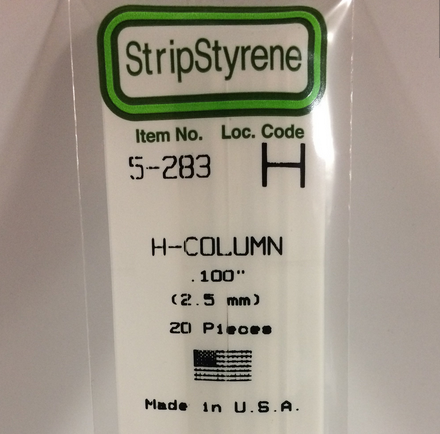 StripStyrene
Item No. Loc. Code
5-283 H
H-COLUMN
.100"
(2.5 mm)
20 Pieces
Made in U.S.A.